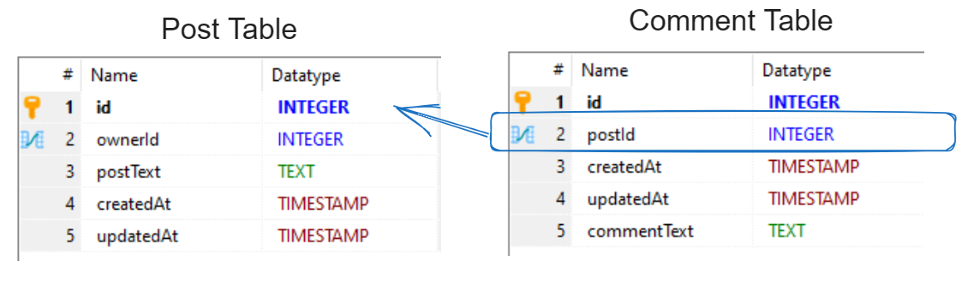 Post Table
# Name Datatype
1 id INTEGER
2 ownerId INTEGER
3 postText TEXT
4 createdAt TIMESTAMP
5 updatedAt TIMESTAMP
Comment Table
# Name Datatype
1 id INTEGER
2 postId INTEGER
3 createdAt TIMESTAMP
4 updatedAt TIMESTAMP
5 commentText TEXT